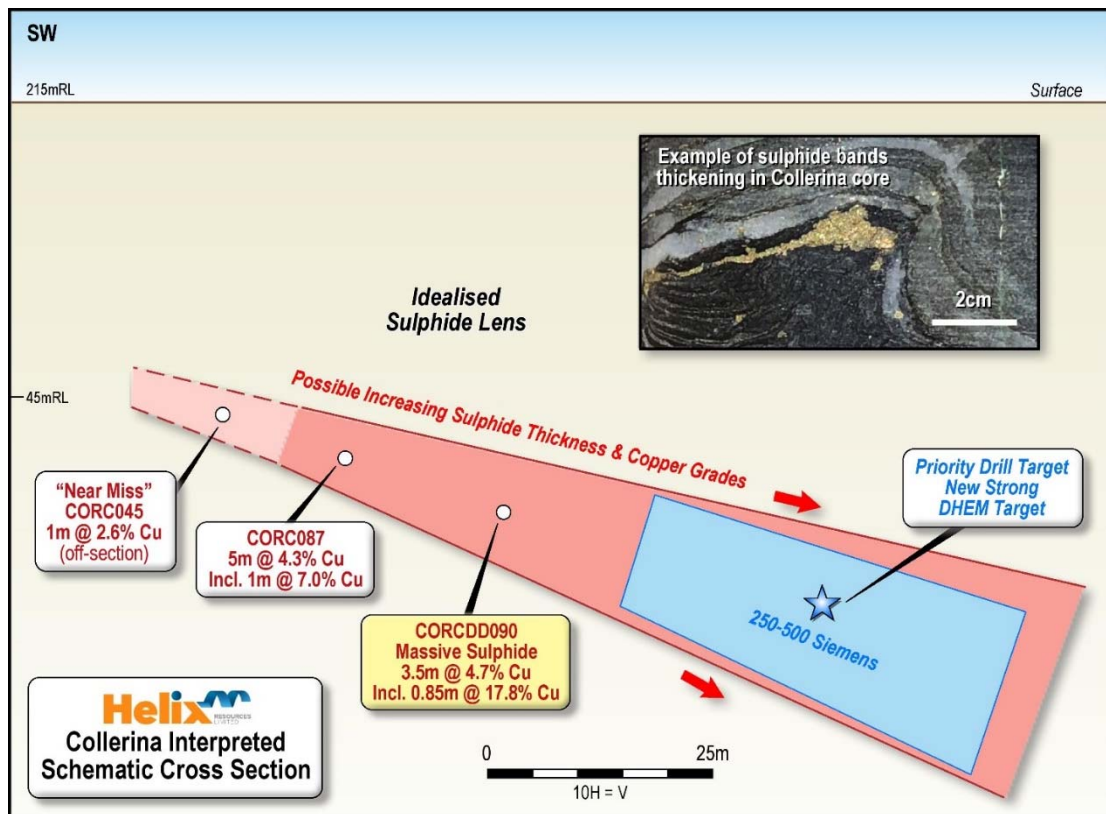 SW
215mRL
Surface
Example of sulphide bands
thickening in Collerina core
2cm
Idealised
Sulphide Lens
45mRL
Possible Increasing Sulphide Thickness & Copper Grades
Priority Drill Target
New Strong
DHEM Target
"Near Miss"
CORC045
1m @ 2.6% Cu
(off-section)
CORC087
5m @ 4.3% Cu
Incl. 1m @ 7.0% Cu
250-500 Siemens
CORCDD090
Massive Sulphide
3.5m @ 4.7% Cu
Incl. 0.85m @ 17.8% Cu
Helix
RESOURCES
LIMITED
Collerina Interpreted
Schematic Cross Section
0 25m
10H = V